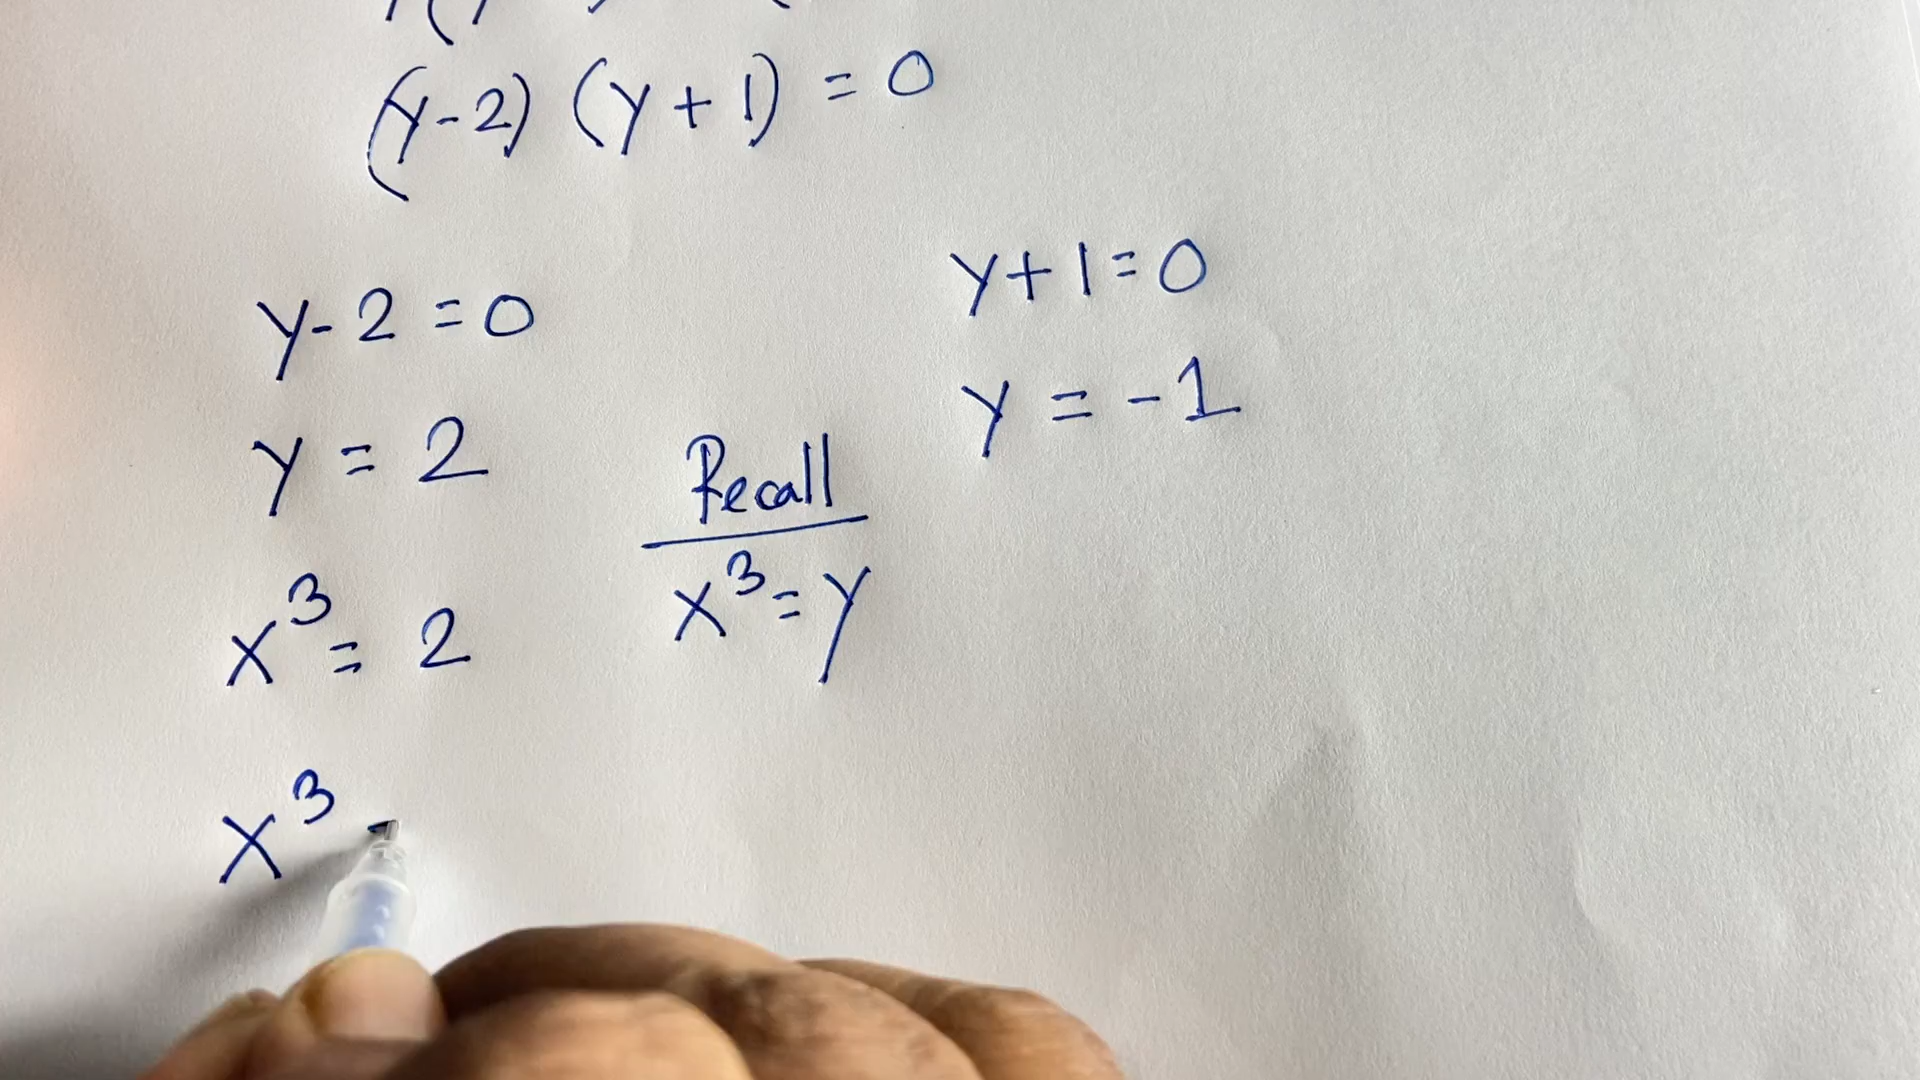 (y-2) (y+1) = 0
y-2 = 0
y = 2
x³ = 2
x³ -
Recall
x³ = y
y+1=0
y = -1